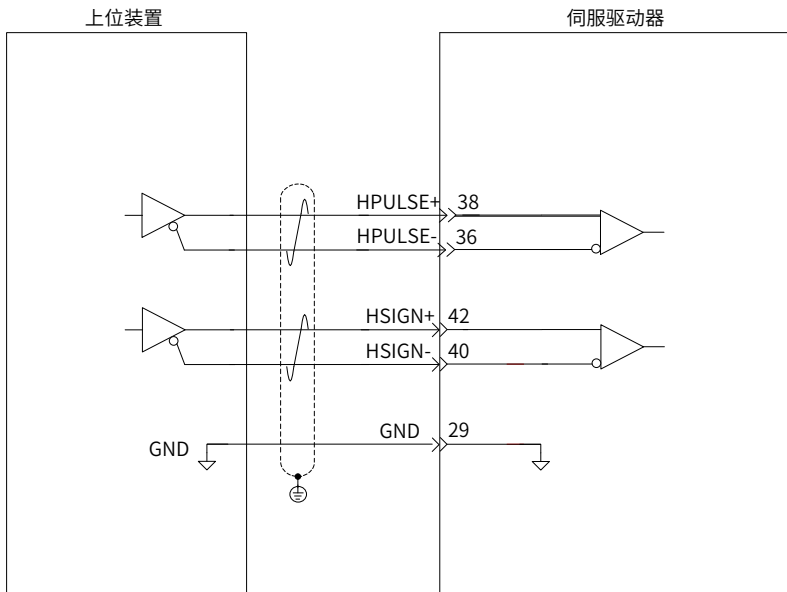 上位装置
伺服驱动器
HPULSE+ 38
HPULSE- 36
HSIGN+ 42
HSIGN- 40
GND GND 29